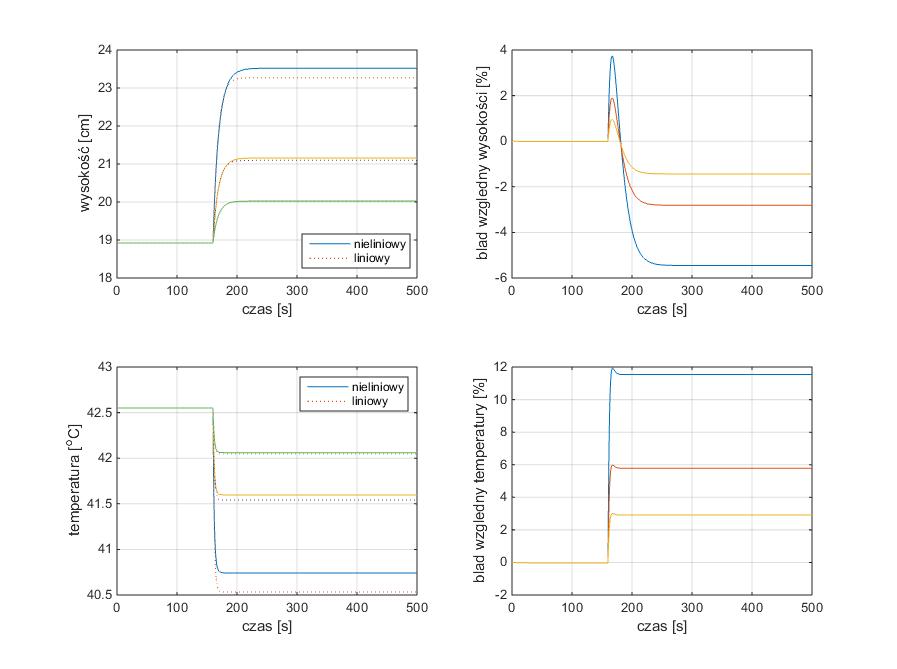 24
23
22
21
20
19
18
wysokość [cm]
0 100 200 300 400 500
czas [s]
nieliniowy
liniowy
4
2
0
-2
-4
-6
blad wzgledny wysokości [%]
0 100 200 300 400 500
czas [s]
43
42.5
42
41.5
41
40.5
temperatura [°C]
0 100 200 300 400 500
czas [s]
nieliniowy
liniowy
12
10
8
6
4
2
0
-2
blad wzgledny temperatury [%]
0 100 200 300 400 500
czas [s]